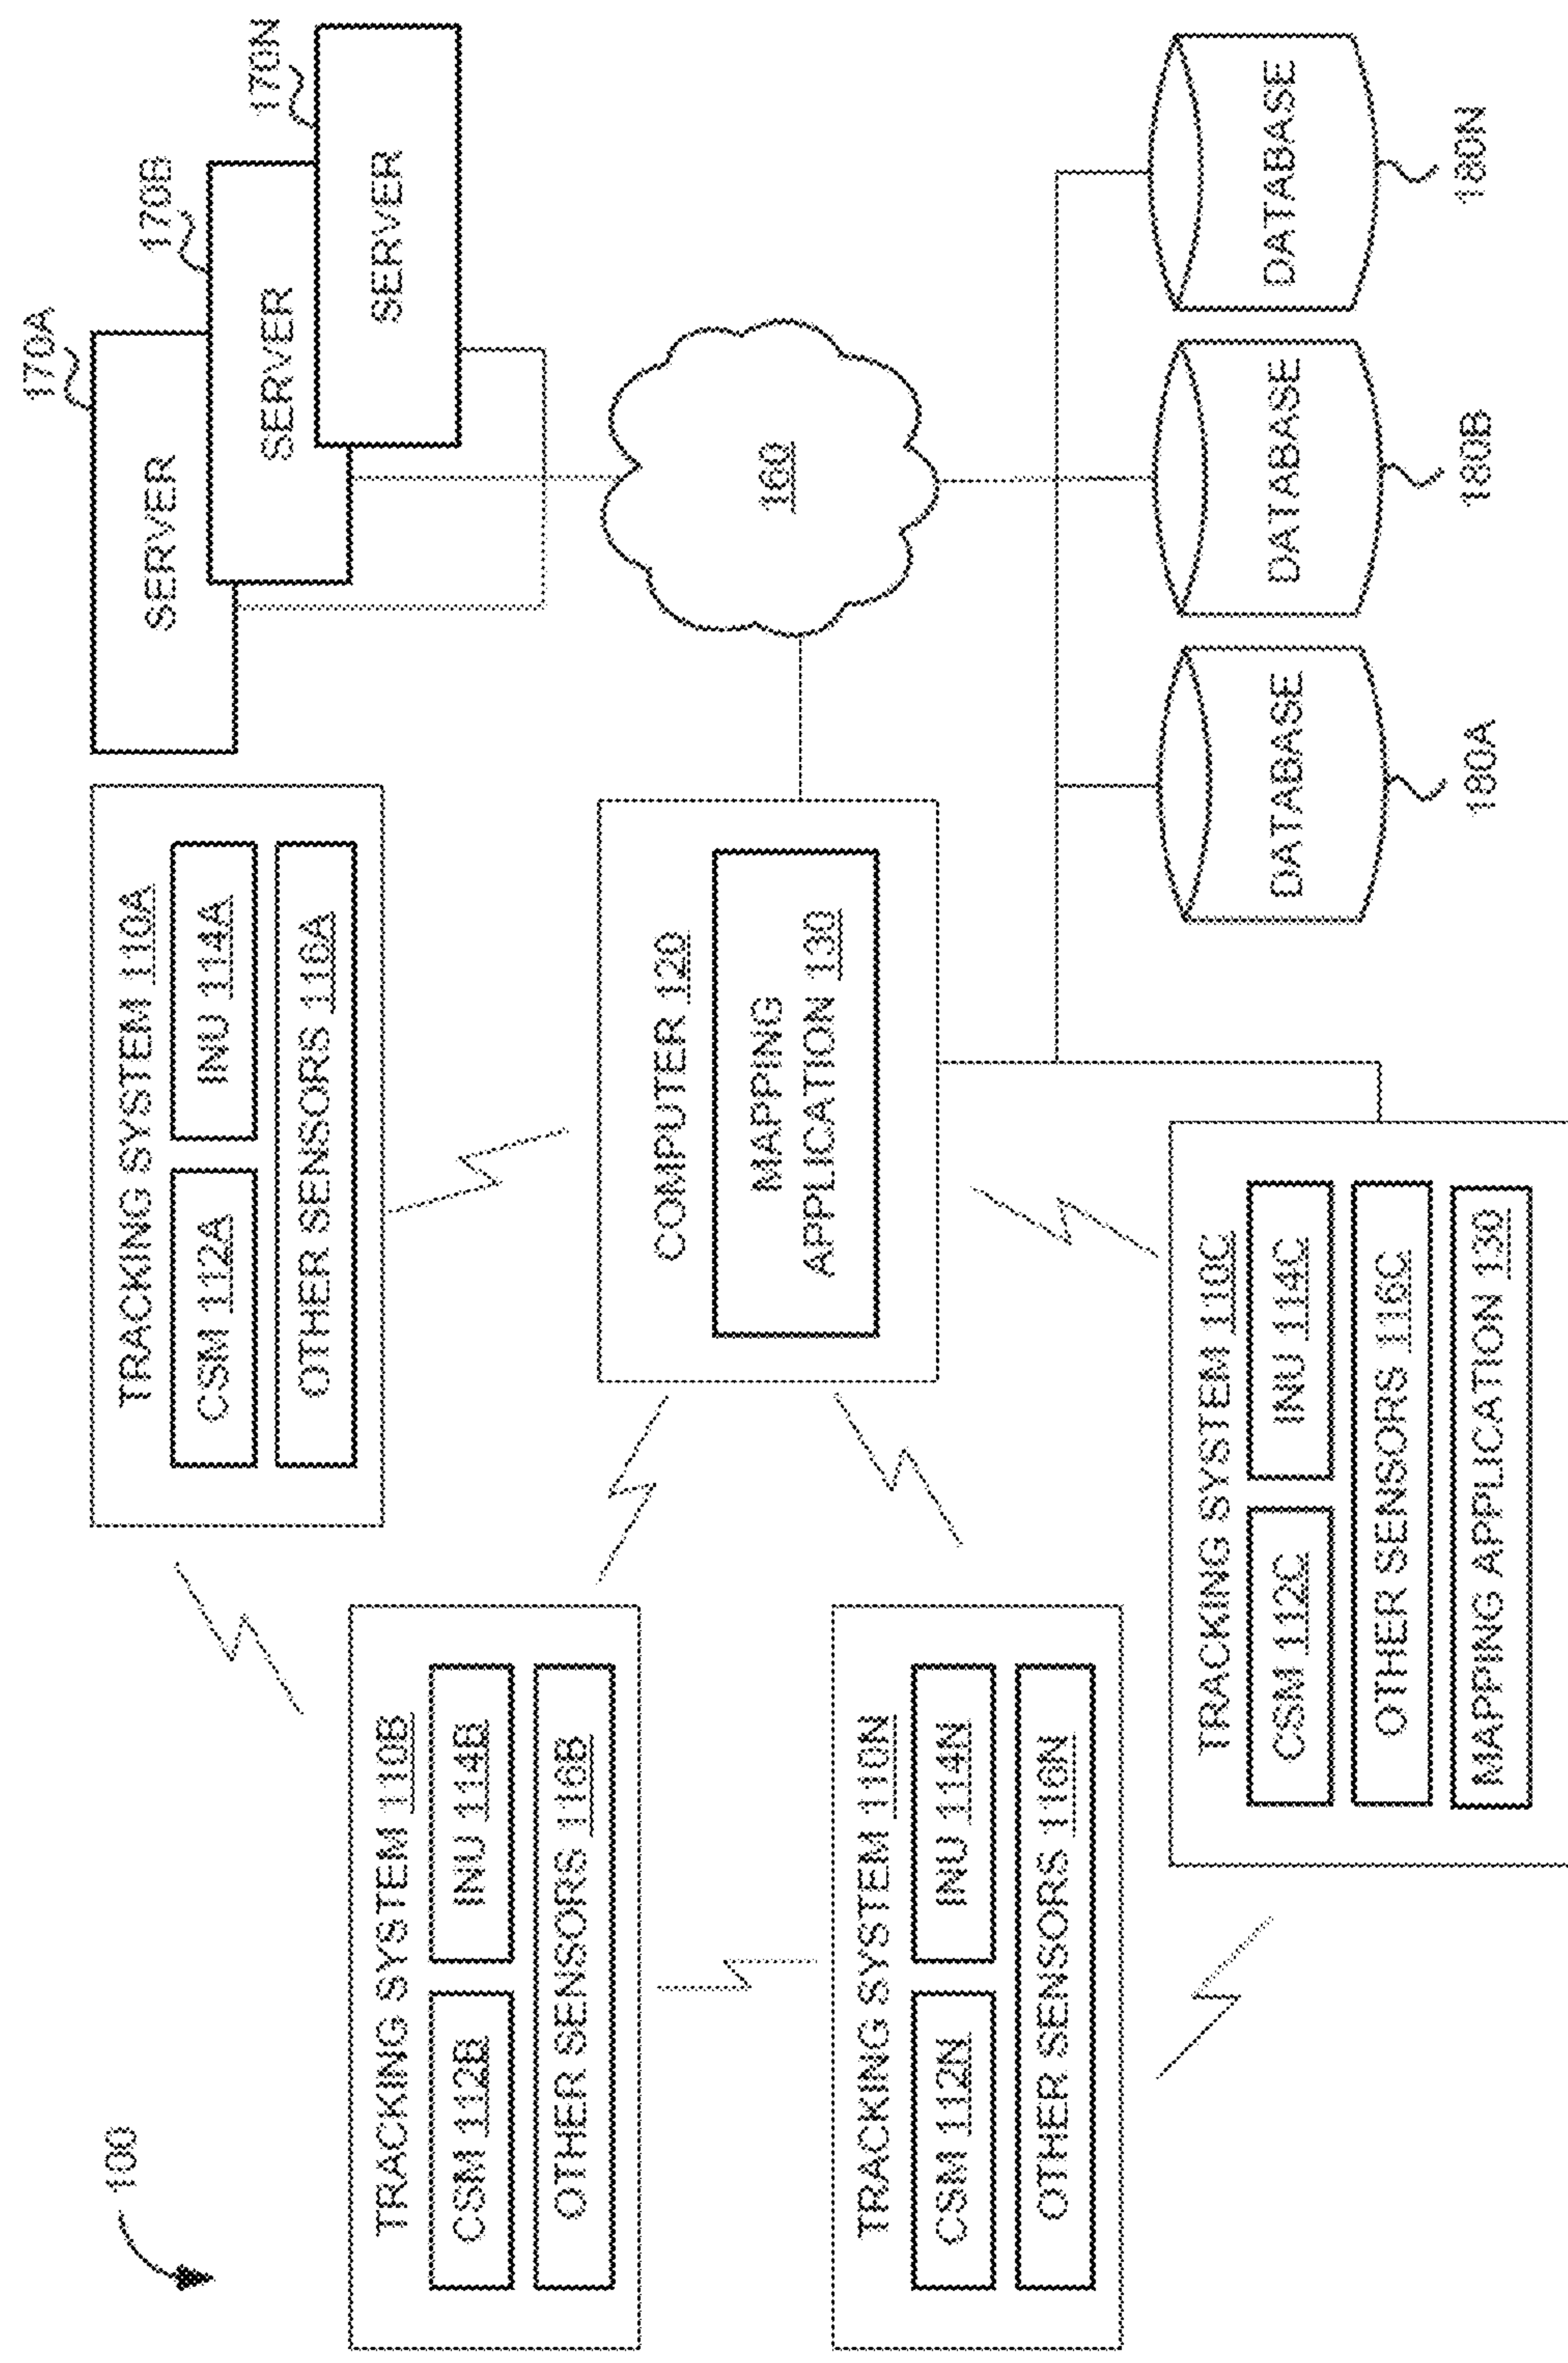 100
TRACKING SYSTEM 110A
CSM 112A
INU 114A
OTHER SENSORS 116A
170A
SERVER
170B
SERVER
170N
SERVER
TRACKING SYSTEM 110B
CSM 112B
INU 114B
OTHER SENSORS 116B
COMPUTER 120
MAPPING
APPLICATION 130
160
TRACKING SYSTEM 110N
CSM 112N
INU 114N
OTHER SENSORS 116N
TRACKING SYSTEM 110C
CSM 112C
INU 114C
OTHER SENSORS 116C
MAPPING APPLICATION 130
DATABASE
DATABASE
DATABASE
180A
180B
180N